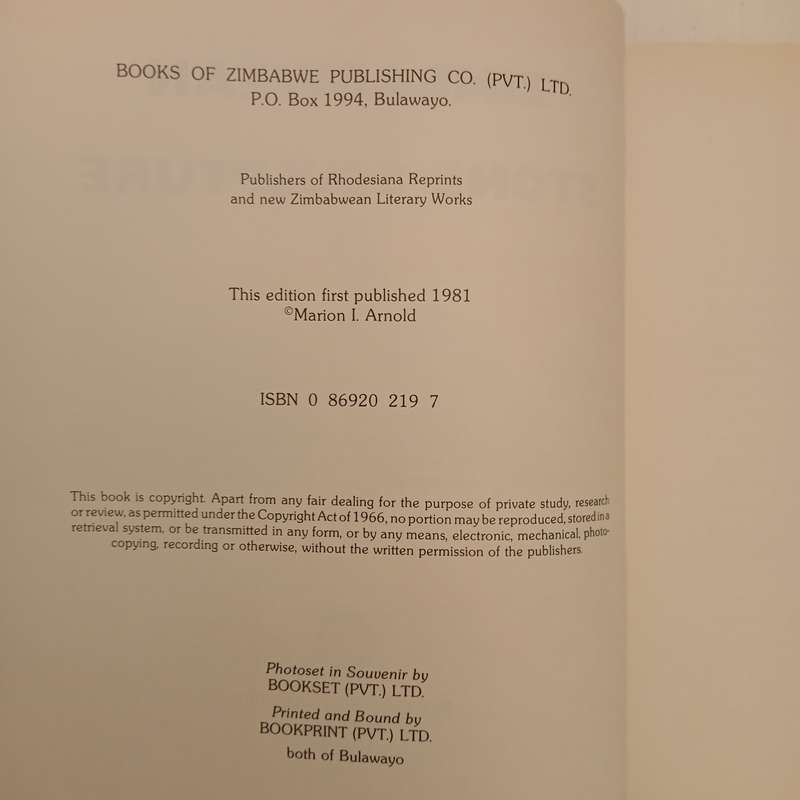 BOOKS OF ZIMBABWE PUBLISHING CO. (PVT.) LTD.
P.O. Box 1994, Bulawayo.
Publishers of Rhodesiana Reprints
and new Zimbabwean Literary Works
This edition first published 1981
©Marion I. Arnold
ISBN 0 86920 219 7
This book is copyright. Apart from any fair dealing for the purpose of private study, research
or review, as permitted under the Copyright Act of 1966, no portion may be reproduced, stored in a
retrieval system, or be transmitted in any form, or by any means, electronic, mechanical, photo-
copying, recording or otherwise, without the written permission of the publishers.
Photoset in Souvenir by
BOOKSET (PVT.) LTD.
Printed and Bound by
BOOKPRINT (PVT.) LTD.
both of Bulawayo